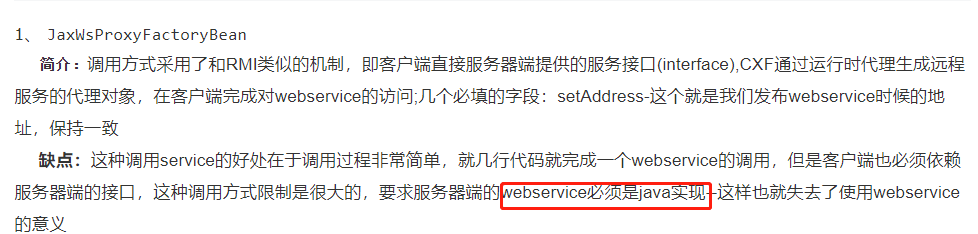 1、 JaxWsProxyFactoryBean
简介：调用方式采用了和RMI类似的机制，即客户端直接服务器端提供的服务接口(interface),CXF通过运行时代理生成远程
服务的代理对象，在客户端完成对webservice的访问;几个必填的字段：setAddress-这个就是我们发布webservice时候的地
址，保持一致
缺点：这种调用service的好处在于调用过程非常简单，就几行代码就完成一个webservice的调用，但是客户端也必须依赖
服务器端的接口，这种调用方式限制是很大的，要求服务器端的webservice必须是java实现--这样也就失去了使用webservice
的意义